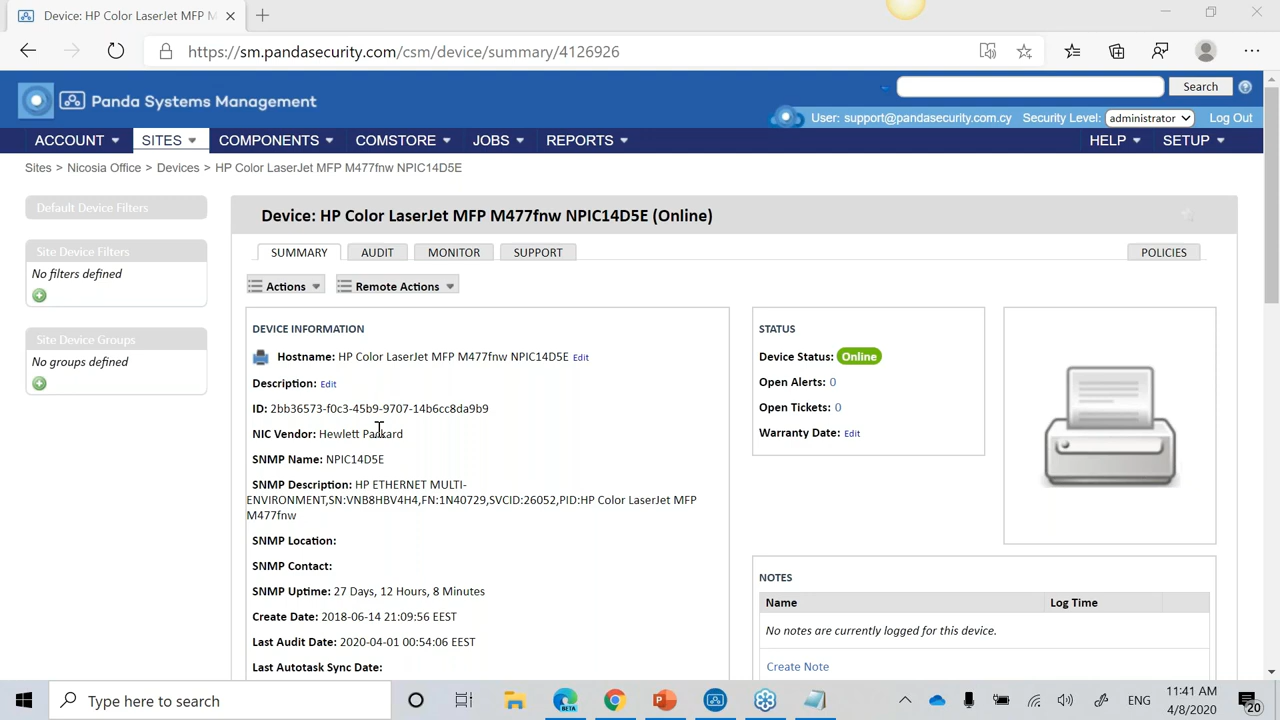 Device: HP Color LaserJet MFP M
https://sm.pandasecurity.com/csm/device/summary/4126926
Panda Systems Management
Search
User: support@pandasecurity.com.cy Security Level: administrator Log Out
ACCOUNT SITES COMPONENTS COMSTORE JOBS REPORTS HELP SETUP
Sites > Nicosia Office > Devices > HP Color LaserJet MFP M477fnw NPIC14D5E
Default Device Filters
Site Device Filters
No filters defined
Site Device Groups
No groups defined
Device: HP Color LaserJet MFP M477fnw NPIC14D5E (Online)
SUMMARY AUDIT MONITOR SUPPORT POLICIES
Actions Remote Actions
DEVICE INFORMATION
Hostname: HP Color LaserJet MFP M477fnw NPIC14D5E Edit
Description: Edit
ID: 2bb36573-f0c3-45b9-9707-14b6cc8da9b9
NIC Vendor: Hewlett Packard
SNMP Name: NPIC14D5E
SNMP Description: HP ETHERNET MULTI-
ENVIRONMENT,SN:VNB8HBV4H4,FN:1N40729,SVCID:26052,PID:HP Color LaserJet MFP
M477fnw
SNMP Location:
SNMP Contact:
SNMP Uptime: 27 Days, 12 Hours, 8 Minutes
Create Date: 2018-06-14 21:09:56 EEST
Last Audit Date: 2020-04-01 00:54:06 EEST
Last Autotask Sync Date:
STATUS
Device Status: Online
Open Alerts: 0
Open Tickets: 0
Warranty Date: Edit
NOTES
Name Log Time
No notes are currently logged for this device.
Create Note
Type here to search
BETA
ENG
11:41 AM
4/8/2020
20